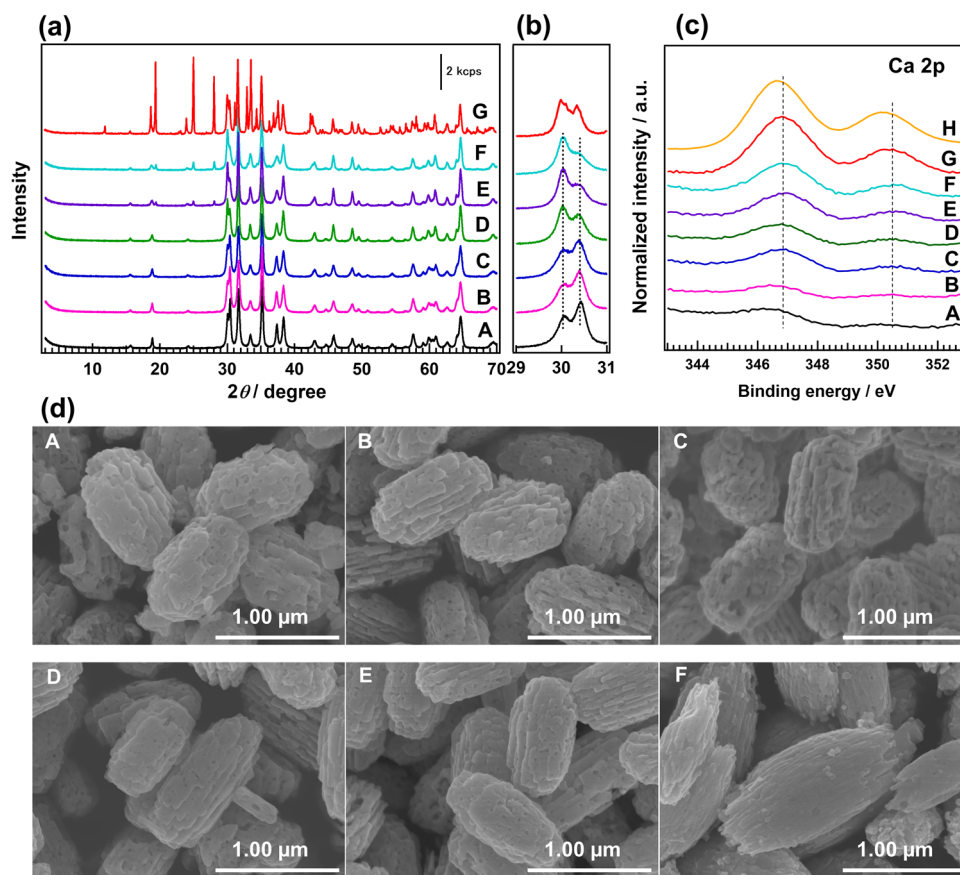 (a)
(b)
(c)
2 kcps
Ca 2p
G
F
E
D
C
B
A
H
G
F
E
D
C
B
A
Intensity
Normalized intensity / a.u.
10 20 30 40 50 60 70
29 30 31
344 346 348 350 352
2θ / degree
Binding energy / eV
(d)
A
1.00 µm
B
1.00 µm
C
1.00 µm
D
1.00 µm
E
1.00 µm
F
1.00 µm